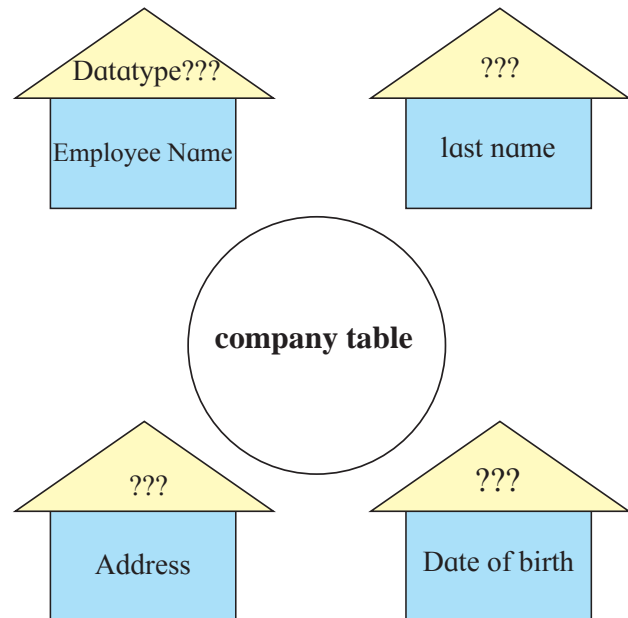 Datatype???
???
Employee Name
last name
company table
???
???
Address
Date of birth